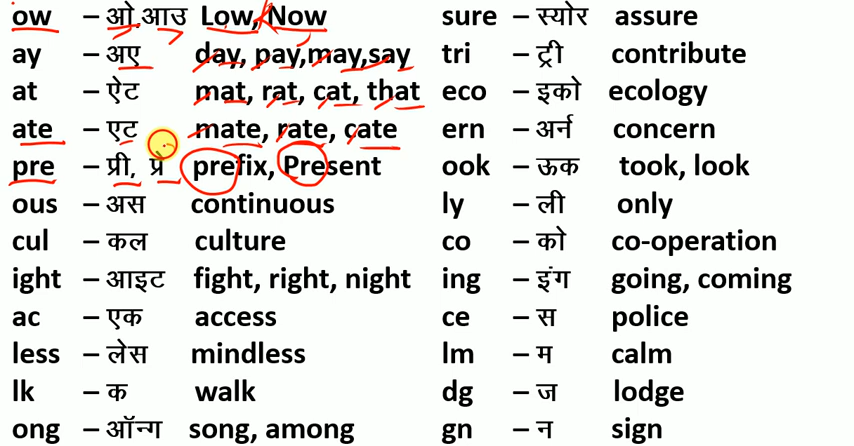 ow – ओ,आउ Low, Now
ay – अए day, pay,may,say
at – ऐट mat, rat, cat, that
ate – एट mate, rate, cate
pre – प्री, प्रे prefix, Present
ous – अस continuous
cul – कल culture
ight – आइट fight, right, night
ac – एक access
less – लेस mindless
lk – क walk
ong – ऑन्ग song, among
sure – स्योर assure
tri – ट्री contribute
eco – इको ecology
ern – अर्न concern
ook – ऊक took, look
ly – ली only
co – को co-operation
ing – इंग going, coming
ce – स police
lm – म calm
dg – ज lodge
gn – न sign